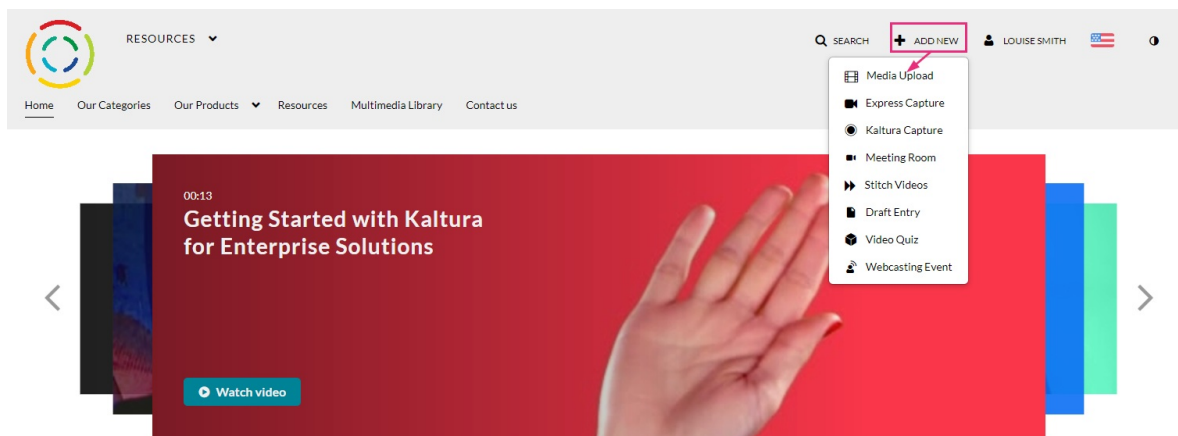 RESOURCES
SEARCH
ADD NEW
LOUISE SMITH
Home
Our Categories
Our Products
Resources
Multimedia Library
Contact us
Media Upload
Express Capture
Kaltura Capture
Meeting Room
Stitch Videos
Draft Entry
Video Quiz
Webcasting Event
00:13
Getting Started with Kaltura
for Enterprise Solutions
Watch video